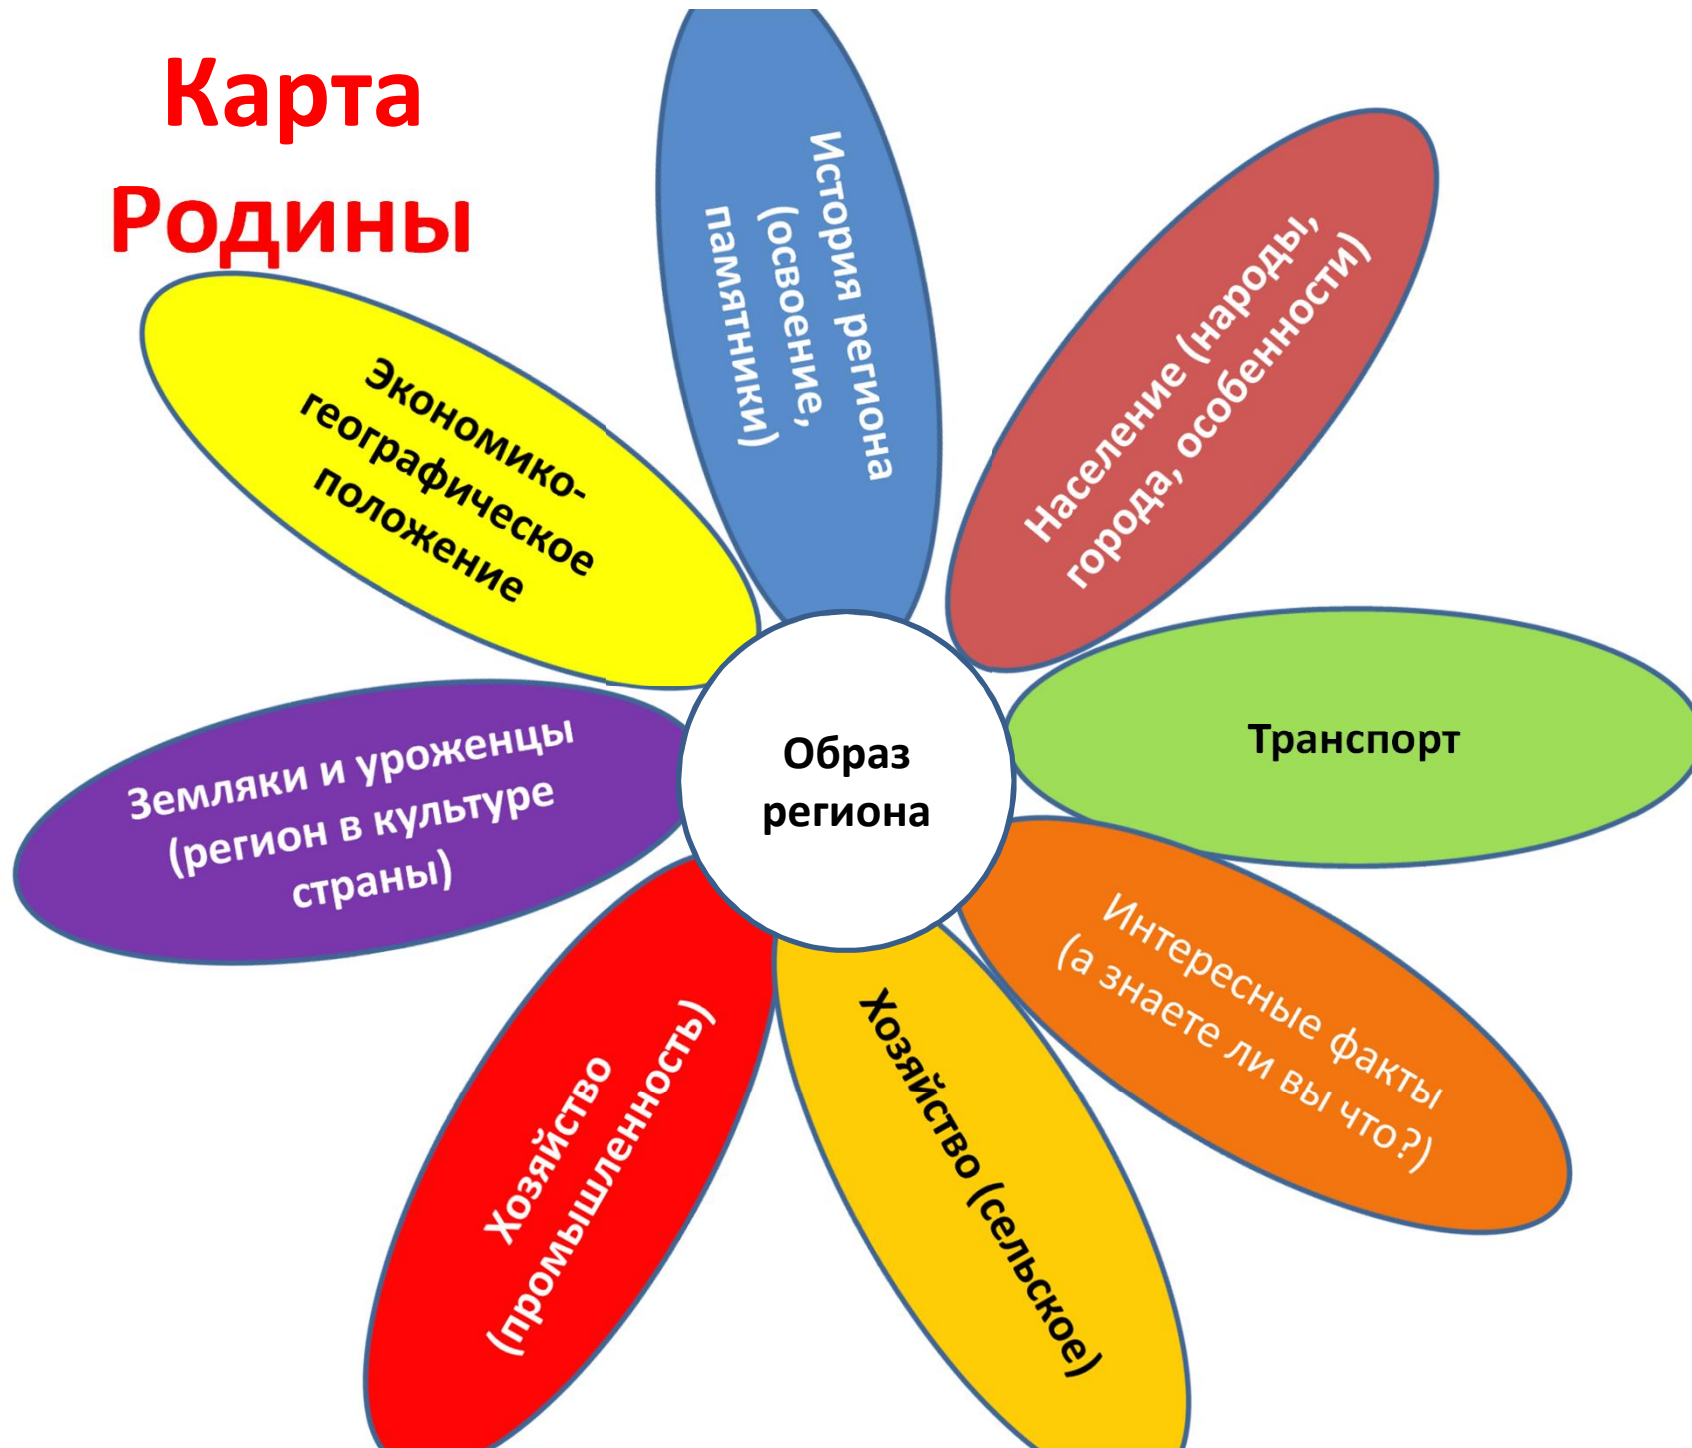 Карта
Родины
История региона
(освоение,
памятники)
Население (народы,
города, особенности)
Экономико-
географическое
положение
Транспорт
Образ
региона
Земляки и уроженцы
(регион в культуре
страны)
Интересные факты
(а знаете ли вы что?)
Хозяйство
(промышленность)
Хозяйство (сельское)